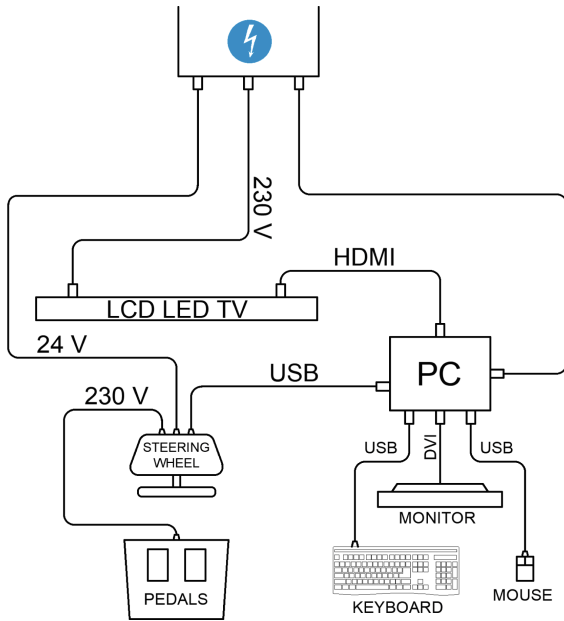 230 V
HDMI
LCD LED TV
24 V
PC
USB
230 V
STEERING
WHEEL
USB
DVI
USB
MONITOR
PEDALS
KEYBOARD
MOUSE